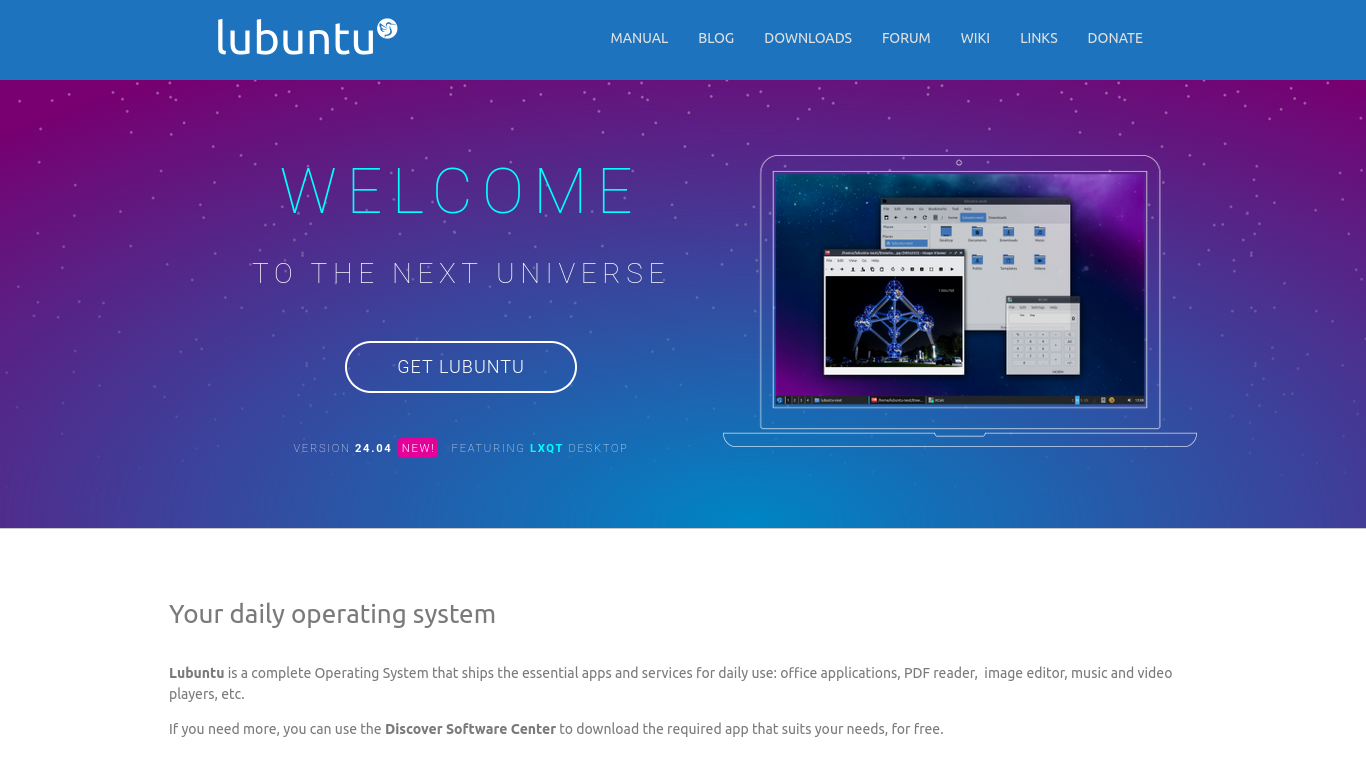 lubuntu
MANUAL BLOG DOWNLOADS FORUM WIKI LINKS DONATE
WELCOME
TO THE NEXT UNIVERSE
GET LUBUNTU
VERSION 24.04 NEW! FEATURING LXQT DESKTOP
Your daily operating system
Lubuntu is a complete Operating System that ships the essential apps and services for daily use: office applications, PDF reader, image editor, music and video
players, etc.
If you need more, you can use the Discover Software Center to download the required app that suits your needs, for free.